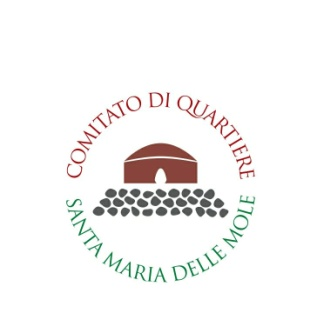 COMITATO DI QUARTIERE
SANTA MARIA DELLE MOLE